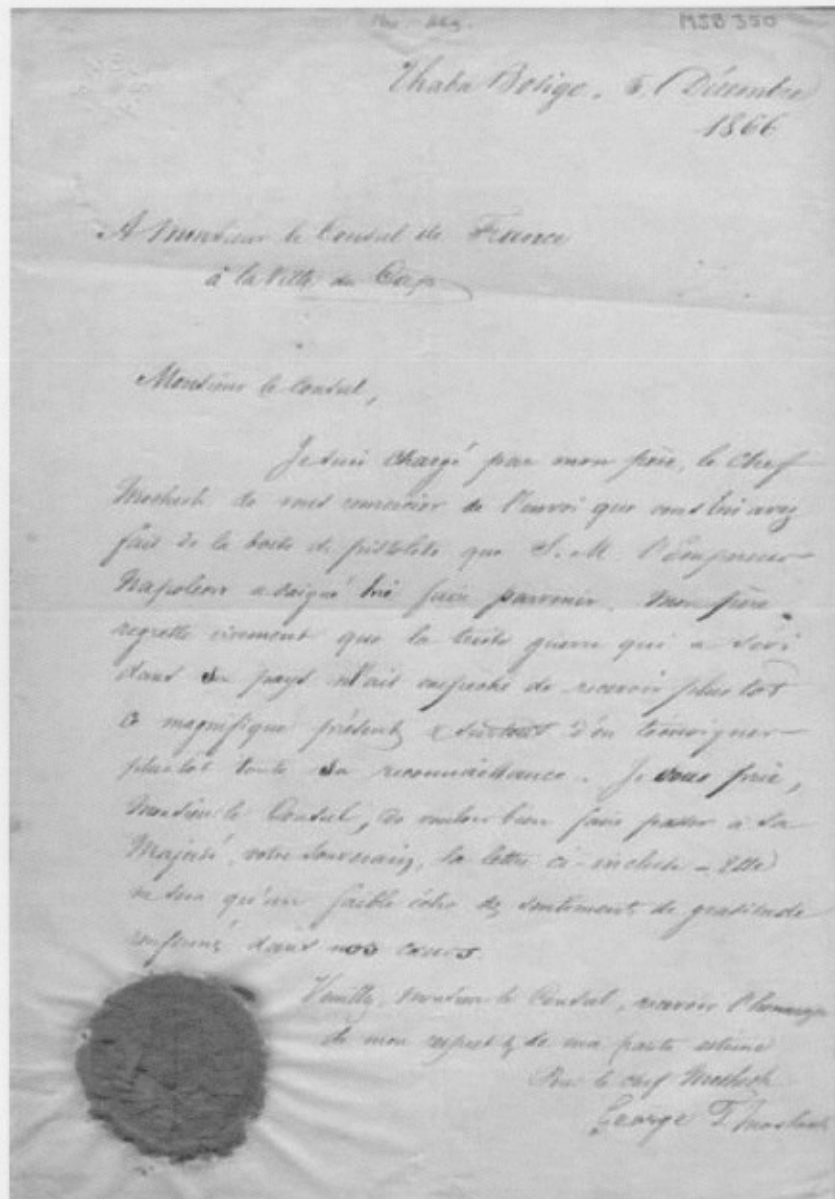 MSB 350
Thaba Bosigo. 5, Décembre
1866
A Monsieur le Consul de France
à la Ville du Cap
Monsieur le Consul,
Je suis chargé par mon père, le Chef
Moshesh de vous remercier de l'envoi que vous lui avez
fait de la boîte de pistolets que S. M. l'Empereur
Napoléon a daigné lui faire parvenir. Mon père
regrette vivement que la triste guerre qui a sévi
dans son pays l'ait empêché de recevoir plus tôt
ce magnifique présent, & surtout d'en témoigner
plus tôt toute sa reconnaissance. Je vous prie,
Monsieur le Consul, de vouloir bien faire passer à Sa
Majesté, votre Souverain, la lettre ci-incluse - Elle
ne sera qu'un faible écho des sentiments de gratitude
renfermés dans nos cœurs.
Veuillez, Monsieur le Consul, recevoir l'hommage
de mon respect & de ma haute estime
Pour le chef Moshesh
George T. Moshesh